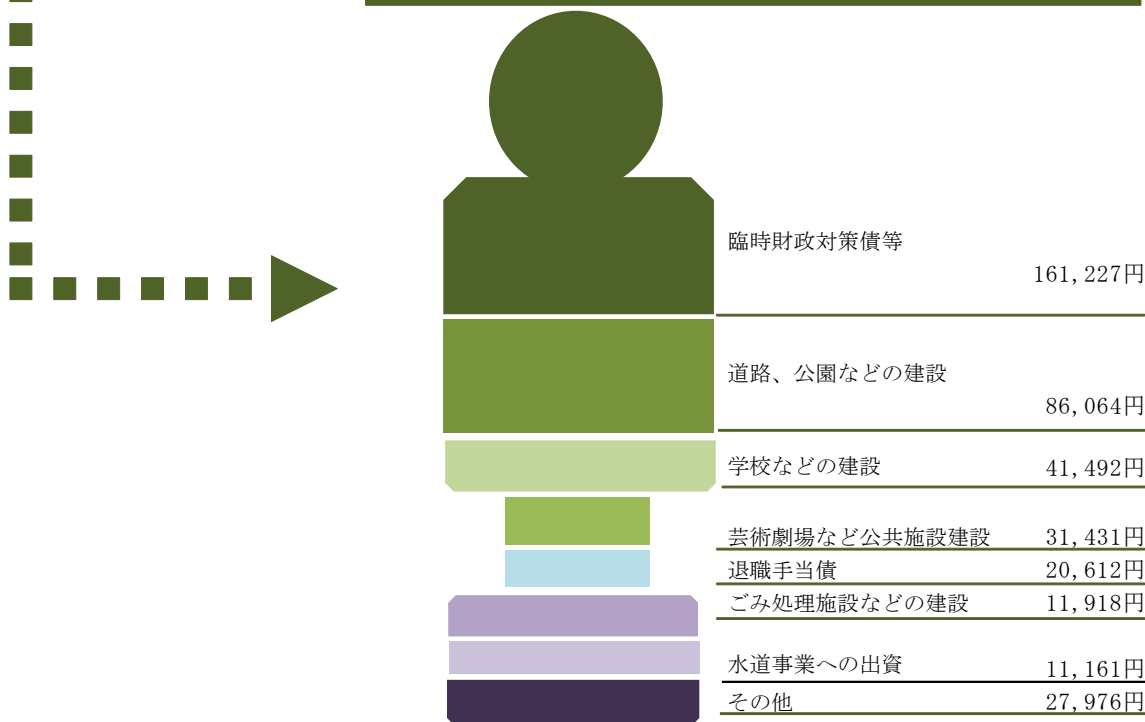 臨時財政対策債等
161,227円
道路、公園などの建設
86,064円
学校などの建設 41,492円
芸術劇場など公共施設建設 31,431円
退職手当債 20,612円
ごみ処理施設などの建設 11,918円
水道事業への出資 11,161円
その他 27,976円